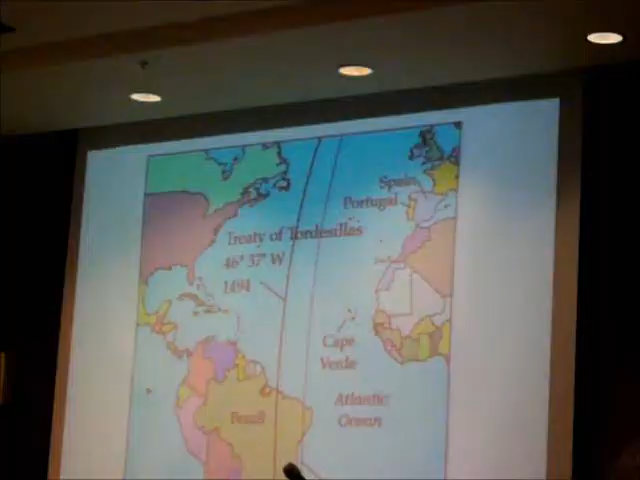 Spain
Portugal
Treaty of Tordesillas
46° 37' W
1494
Cape
Verde
Atlantic
Ocean
Brazil